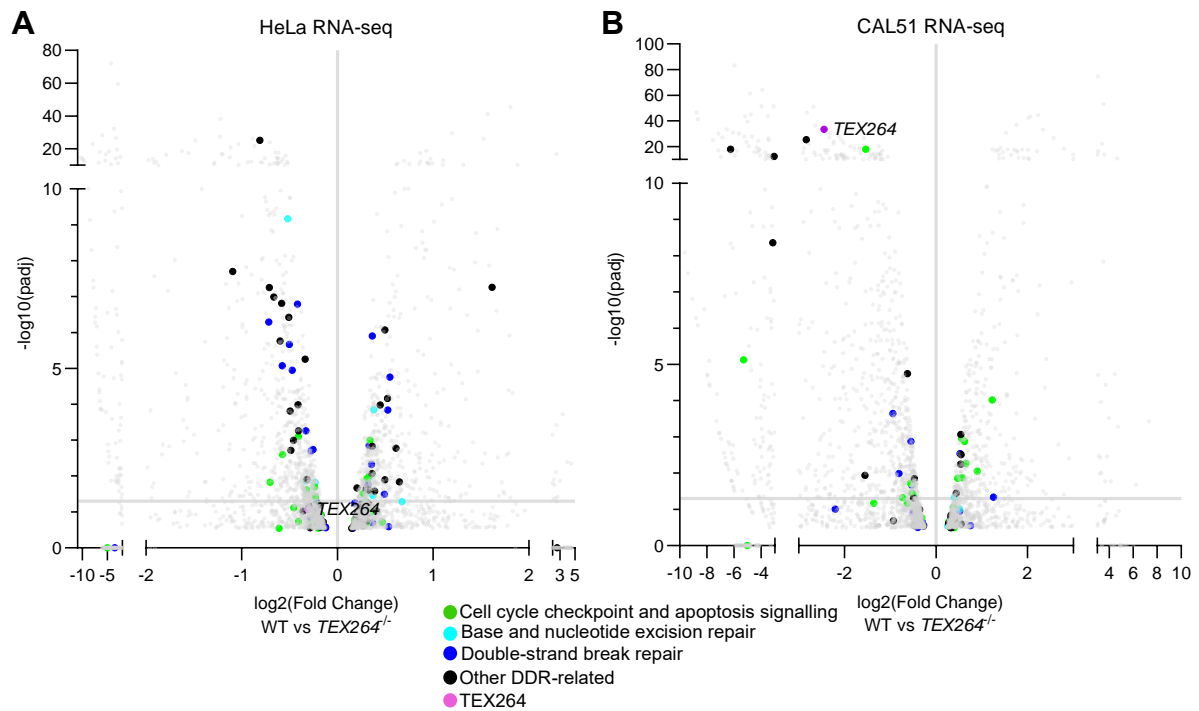 A
HeLa RNA-seq
80
60
40
20
10
5
0
-log10(padj)
TEX264
-10 -5 -2 -1 0 1 2 3 5
log2(Fold Change)
WT vs TEX264-/-
B
CAL51 RNA-seq
100
80
60
40
20
10
5
0
-log10(padj)
TEX264
-10 -8 -6 -4 -2 0 2 4 6 8 10
log2(Fold Change)
WT vs TEX264-/-
Cell cycle checkpoint and apoptosis signalling
Base and nucleotide excision repair
Double-strand break repair
Other DDR-related
TEX264